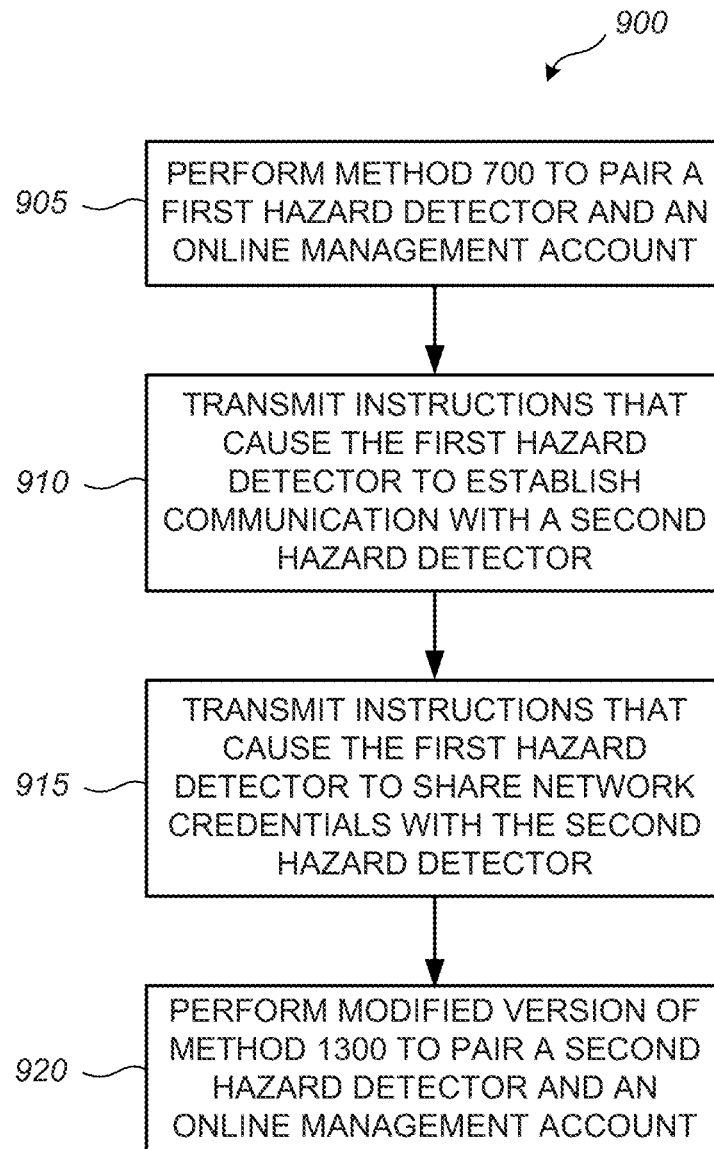 900
905
PERFORM METHOD 700 TO PAIR A
FIRST HAZARD DETECTOR AND AN
ONLINE MANAGEMENT ACCOUNT
910
TRANSMIT INSTRUCTIONS THAT
CAUSE THE FIRST HAZARD
DETECTOR TO ESTABLISH
COMMUNICATION WITH A SECOND
HAZARD DETECTOR
915
TRANSMIT INSTRUCTIONS THAT
CAUSE THE FIRST HAZARD
DETECTOR TO SHARE NETWORK
CREDENTIALS WITH THE SECOND
HAZARD DETECTOR
920
PERFORM MODIFIED VERSION OF
METHOD 1300 TO PAIR A SECOND
HAZARD DETECTOR AND AN
ONLINE MANAGEMENT ACCOUNT